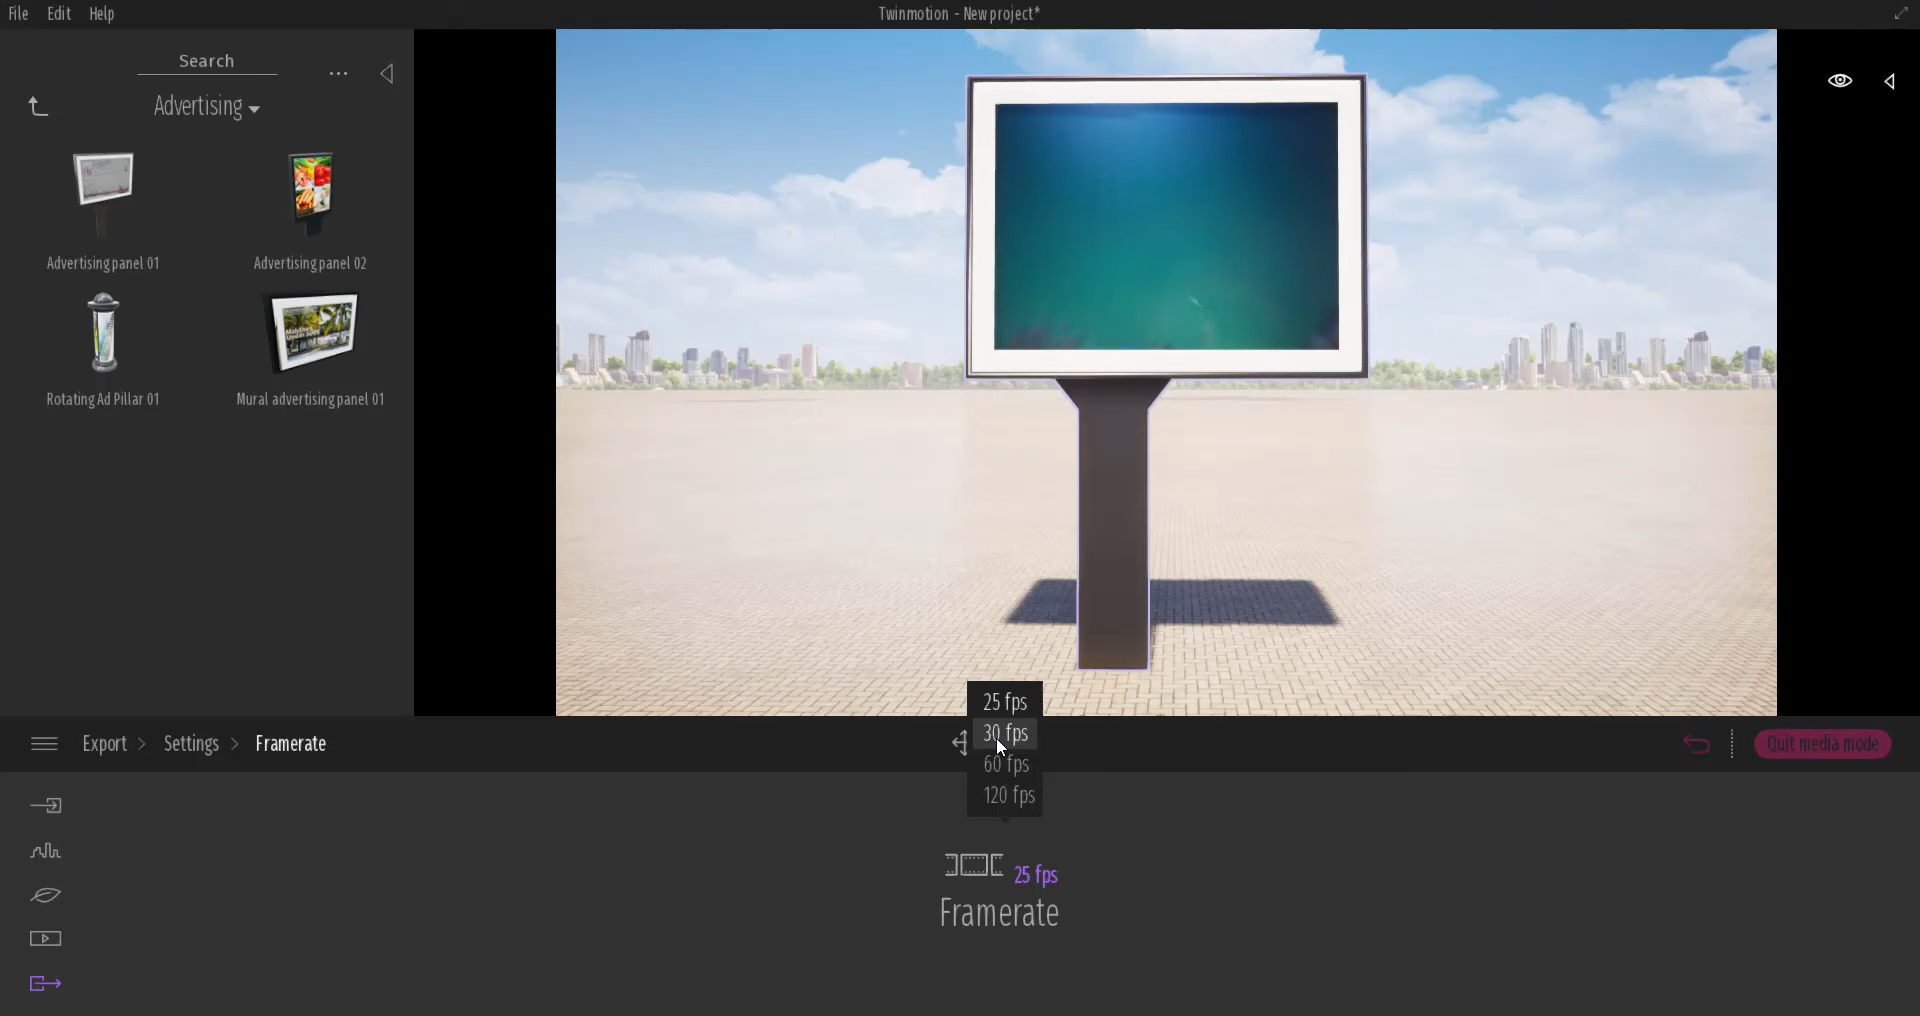 File Edit Help
Twinmotion - New project*
Search
...
Advertising
Advertising panel 01
Advertising panel 02
Rotating Ad Pillar 01
Mural advertising panel 01
25 fps
30 fps
60 fps
120 fps
Export > Settings > Framerate
Quit media mode
25 fps
Framerate